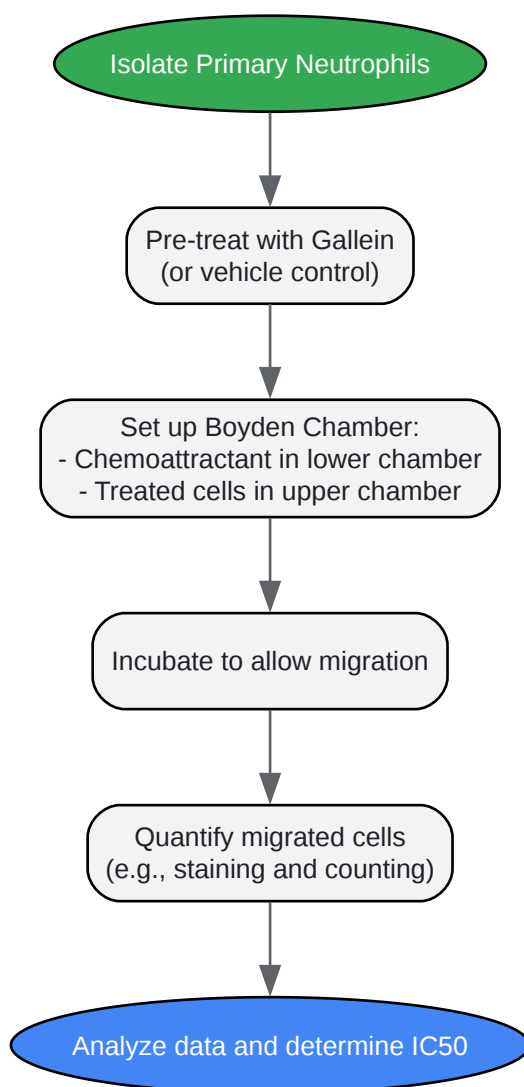 Isolate Primary Neutrophils
Pre-treat with Gallein
(or vehicle control)
Set up Boyden Chamber:
- Chemoattractant in lower chamber
- Treated cells in upper chamber
Incubate to allow migration
Quantify migrated cells
(e.g., staining and counting)
Analyze data and determine IC50